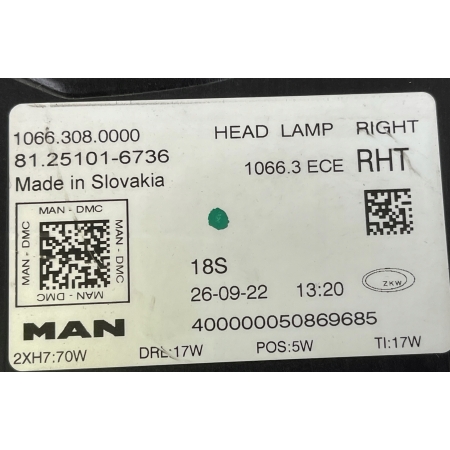 1066.308.0000 HEAD LAMP RIGHT
81.25101-6736 1066.3 ECE RHT
Made in Slovakia
MAN - DMC
MAN - DMC
MAN - DMC
MAN - DMC
18S
ZKW
26-09-22 13:20
MAN 400000050869685
2XH7:70W DRL:17W POS:5W TI:17W